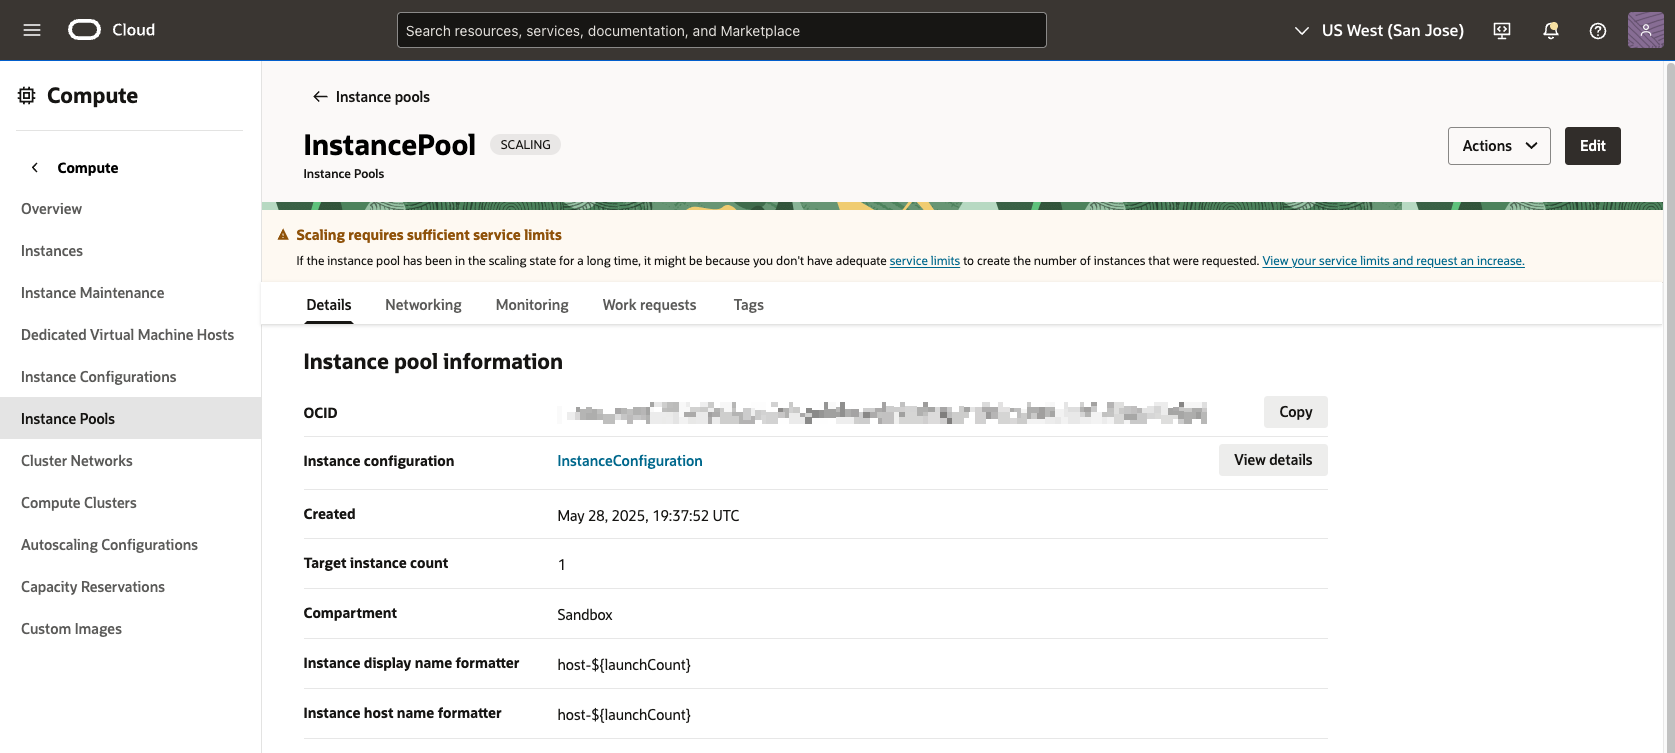 Cloud
Search resources, services, documentation, and Marketplace
US West (San Jose)
Compute
Compute
Overview
Instances
Instance Maintenance
Dedicated Virtual Machine Hosts
Instance Configurations
Instance Pools
Cluster Networks
Compute Clusters
Autoscaling Configurations
Capacity Reservations
Custom Images
Instance pools
InstancePool SCALING
Instance Pools
Actions Edit
Scaling requires sufficient service limits
If the instance pool has been in the scaling state for a long time, it might be because you don't have adequate service limits to create the number of instances that were requested. View your service limits and request an increase.
Details Networking Monitoring Work requests Tags
Instance pool information
OCID Copy
Instance configuration InstanceConfiguration View details
Created May 28, 2025, 19:37:52 UTC
Target instance count 1
Compartment Sandbox
Instance display name formatter host-${launchCount}
Instance host name formatter host-${launchCount}